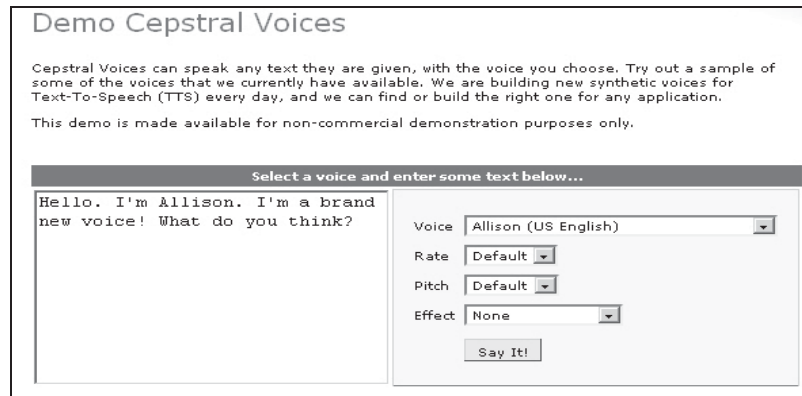 Demo Cepstral Voices
Cepstral Voices can speak any text they are given, with the voice you choose. Try out a sample of
some of the voices that we currently have available. We are building new synthetic voices for
Text-To-Speech (TTS) every day, and we can find or build the right one for any application.
This demo is made available for non-commercial demonstration purposes only.
Select a voice and enter some text below...
Hello. I'm Allison. I'm a brand
new voice! What do you think?
Voice Allison (US English)
Rate Default
Pitch Default
Effect None
Say It!